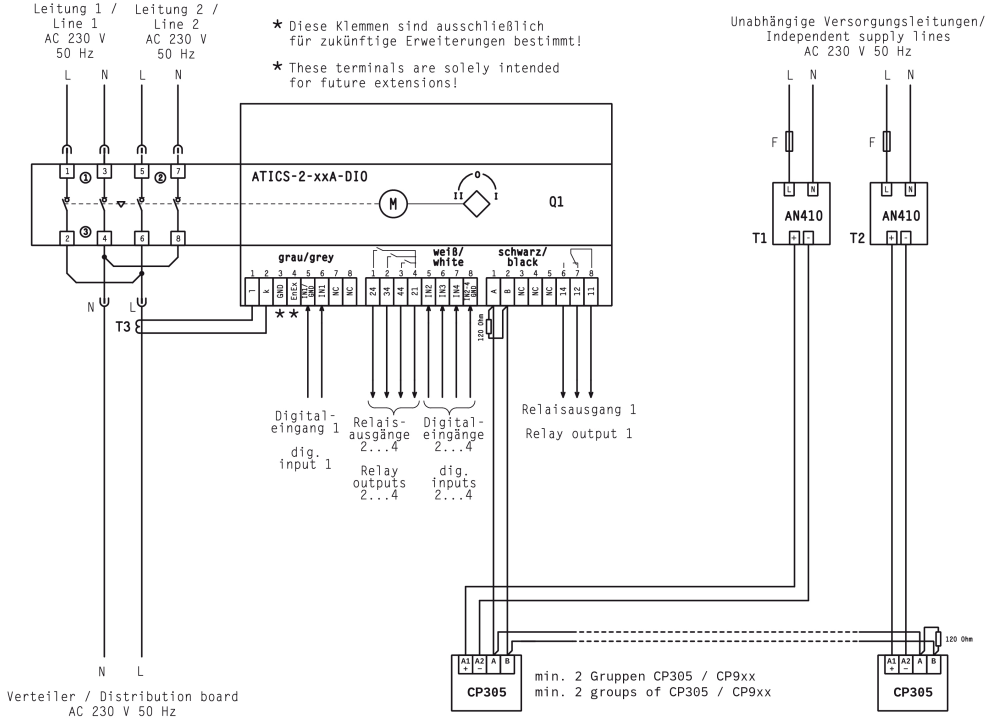 Leitung 1 /
Line 1
AC 230 V
50 Hz
Leitung 2 /
Line 2
AC 230 V
50 Hz
* Diese Klemmen sind ausschließlich
für zukünftige Erweiterungen bestimmt!
* These terminals are solely intended
for future extensions!
Unabhängige Versorgungsleitungen/
Independent supply lines
AC 230 V 50 Hz
L N L N
L N L N
F F
1 3 5 7
① ②
③
2 4 6 8
ATICS-2-xxA-DIO
M
II 0 I
Q1
L N
AN410
T1 + -
L N
AN410
T2 + -
grau/grey
1 2 3 4 5 6 7 8
l k GND EnEx IN1/GND IN1 NC NC
weiß/
white
1 2 3 4 5 6 7 8
24 34 44 21 IN2 IN3 IN4 IN2-4 GND
schwarz/
black
1 2 3 4 5 6 7 8
A B NC NC NC 14 12 11
* *
120 Ohm
N L
T3
Digital-
eingang 1
dig.
input 1
Relais-
ausgänge
2...4
Relay
outputs
2...4
Digital-
eingänge
2...4
dig.
inputs
2...4
Relaisausgang 1
Relay output 1
N L
Verteiler / Distribution board
AC 230 V 50 Hz
A1 A2 A B
+ −
CP305
min. 2 Gruppen CP305 / CP9xx
min. 2 groups of CP305 / CP9xx
120 Ohm
A1 A2 A B
+ −
CP305